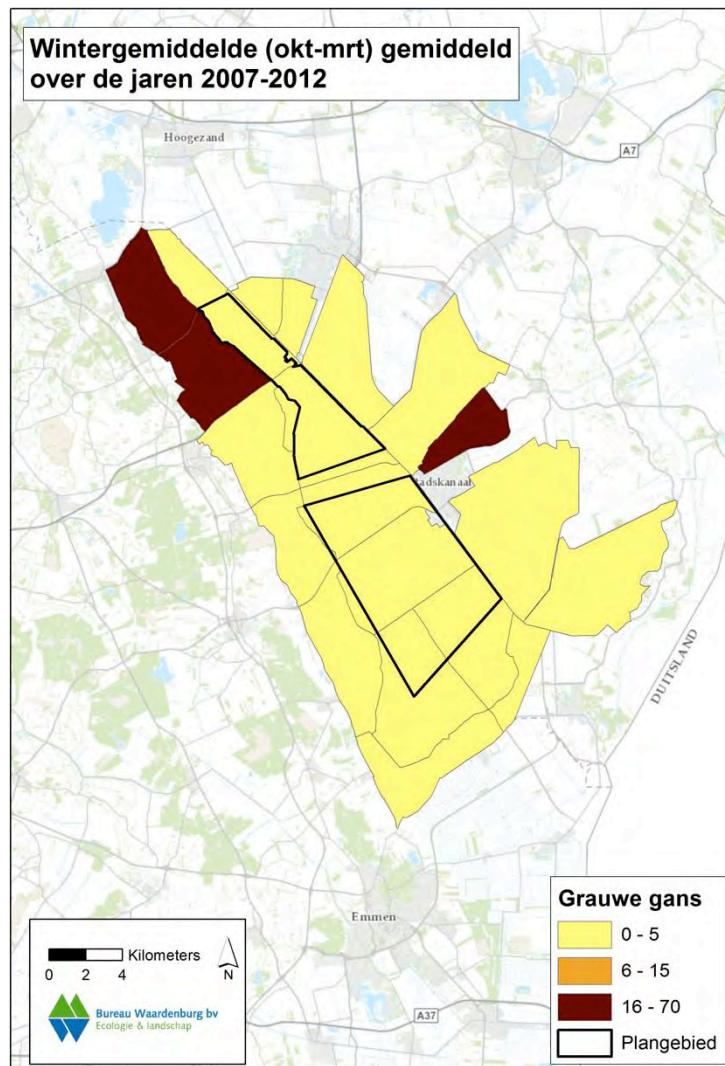 Wintergemiddelde (okt-mrt) gemiddeld
over de jaren 2007-2012
Hoogezand
A7
adskanaal
DUITSLAND
Emmen
A37
Grauwe gans
0 - 5
6 - 15
16 - 70
Plangebied
Kilometers
0 2 4
N
Bureau Waardenburg bv
Ecologie & landschap